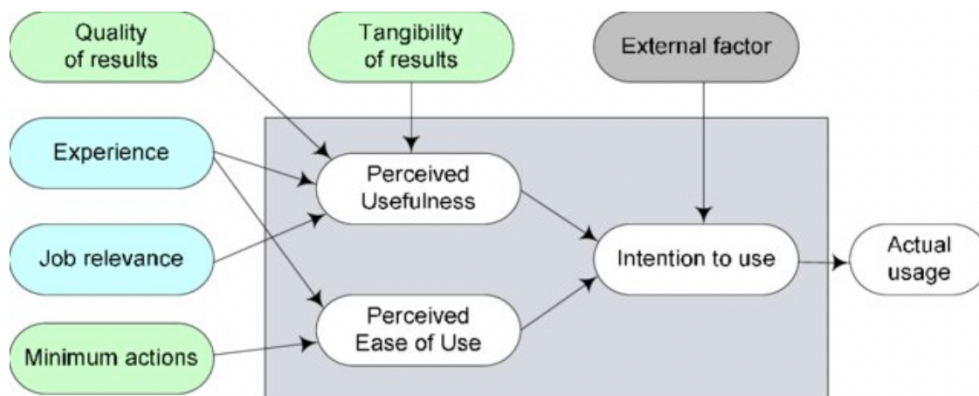 Quality
of results
Tangibility
of results
External factor
Experience
Perceived
Usefulness
Job relevance
Intention to use
Actual
usage
Perceived
Ease of Use
Minimum actions